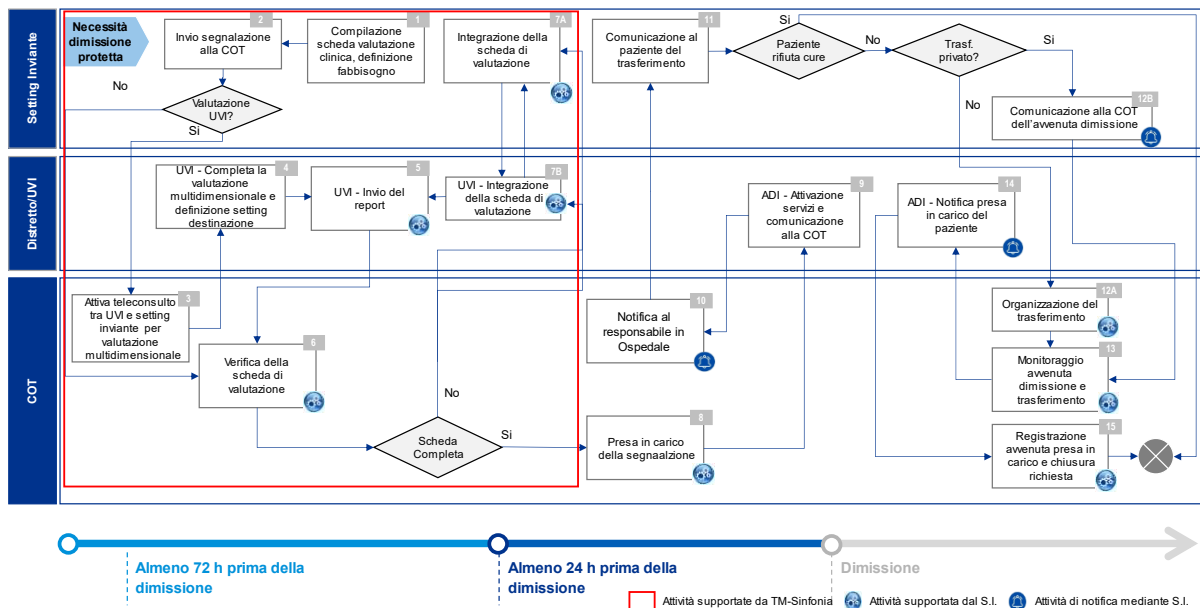 Setting Inviante
Necessità
dimissione
protetta
2
Invio segnalazione
alla COT
1
Compilazione
scheda valutazione
clinica, definizione
fabbisogno
7A
Integrazione della
scheda di
valutazione
11
Comunicazione al
paziente del
trasferimento
Si
Paziente
rifiuta cure
No
Trasf.
privato?
Si
No
12B
Comunicazione alla COT
dell'avvenuta dimissione
No
Valutazione
UVI?
Si
Distretto/UVI
4
UVI - Completa la
valutazione
multidimensionale e
definizione setting
destinazione
5
UVI - Invio del
report
7B
UVI - Integrazione
della scheda di
valutazione
9
ADI - Attivazione
servizi e
comunicazione
alla COT
14
ADI - Notifica presa
in carico del
paziente
COT
3
Attiva teleconsulto
tra UVI e setting
inviante per
valutazione
multidimensionale
6
Verifica della
scheda di
valutazione
No
Scheda
Completa
Si
10
Notifica al
responsabile in
Ospedale
8
Presa in carico
della segnaalzione
12A
Organizzazione del
trasferimento
13
Monitoraggio
avvenuta
dimissione e
trasferimento
15
Registrazione
avvenuta presa in
carico e chiusura
richiesta
Almeno 72 h prima della
dimissione
Almeno 24 h prima della
dimissione
Dimissione
Attività supportate da TM-Sinfonia
Attività supportata dal S.I.
Attività di notifica mediante S.I.